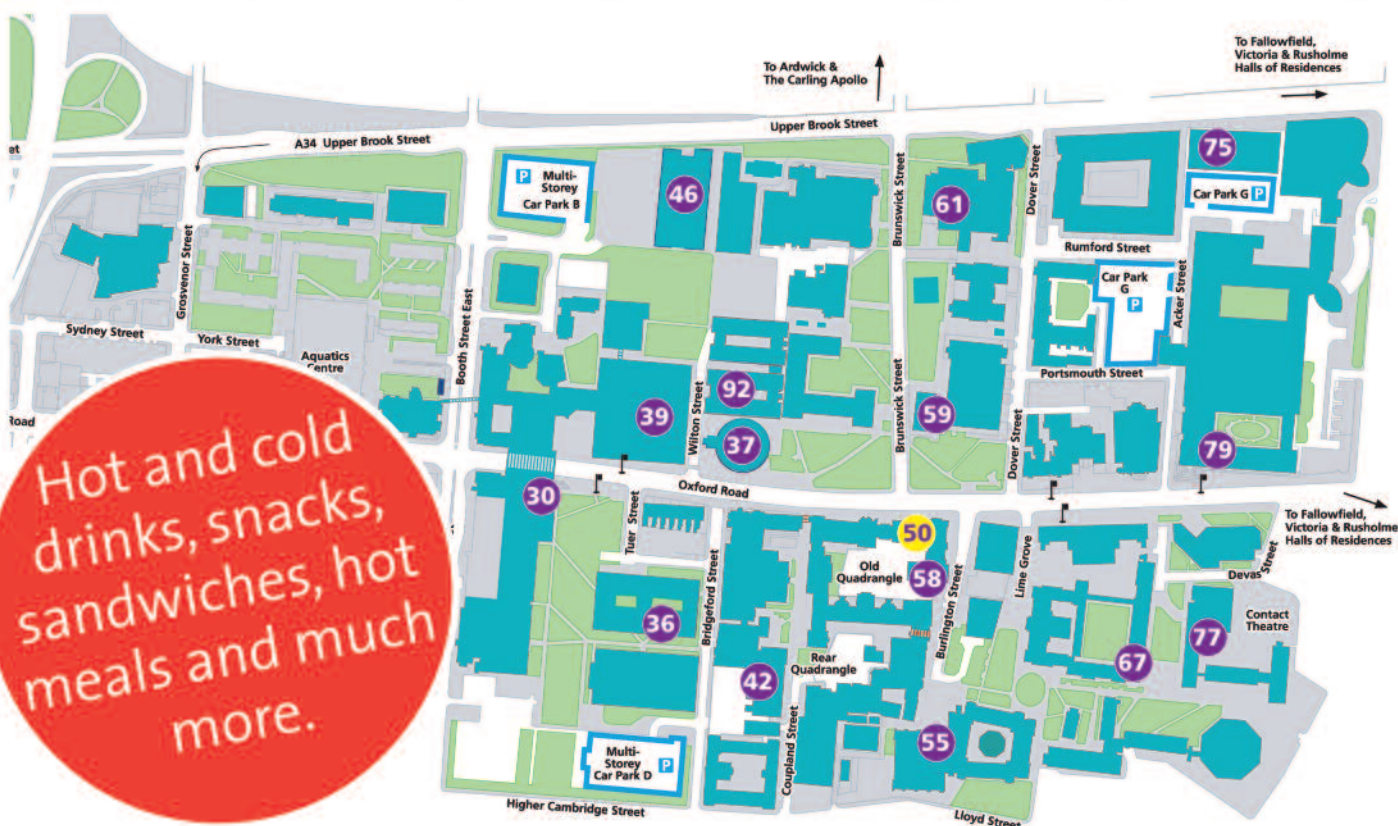 To Fallowfield,
Victoria & Rusholme
Halls of Residences
To Ardwick &
The Carling Apollo
Upper Brook Street
A34 Upper Brook Street
et
75
P Multi-
Storey
Car Park B
46
Car Park G P
61
Brunswick Street
Dover Street
Grosvenor Street
Rumford Street
Car Park
G
P
Acker Street
Sydney Street
York Street
Booth Street East
Aquatics
Centre
Portsmouth Street
92
Wilton Street
39
37
Brunswick Street
59
Dover Street
79
Road
Hot and cold
drinks, snacks,
sandwiches, hot
meals and much
more.
30
Oxford Road
Tuer Street
50
To Fallowfield,
Victoria & Rusholme
Halls of Residences
Old
Quadrangle
58
Lime Grove
Devas Street
Bridgeford Street
Burlington Street
36
Contact
Theatre
77
Rear
Quadrangle
67
42
Coupland Street
55
Multi-
Storey
Car Park D
P
Higher Cambridge Street
Lloyd Street